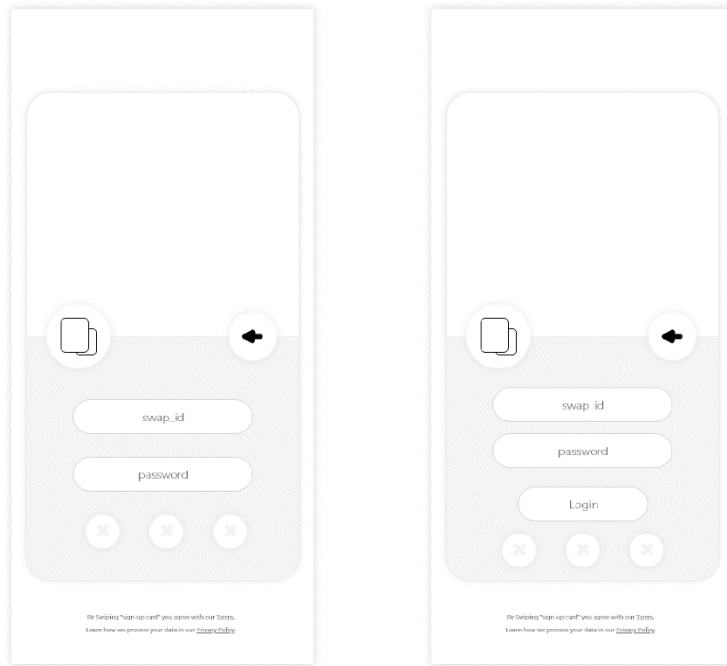 swap_id
password
By Swiping "sign-up card" you agree with our Terms.
Learn how we process your data in our Privacy Policy.
swap_id
password
Login
By Swiping "sign-up card" you agree with our Terms.
Learn how we process your data in our Privacy Policy.